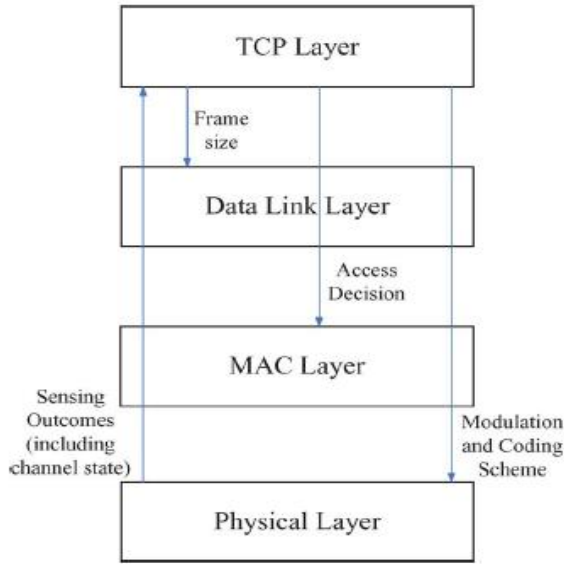 TCP Layer
Frame
size
Data Link Layer
Access
Decision
MAC Layer
Sensing
Outcomes
(including
channel state)
Modulation
and Coding
Scheme
Physical Layer